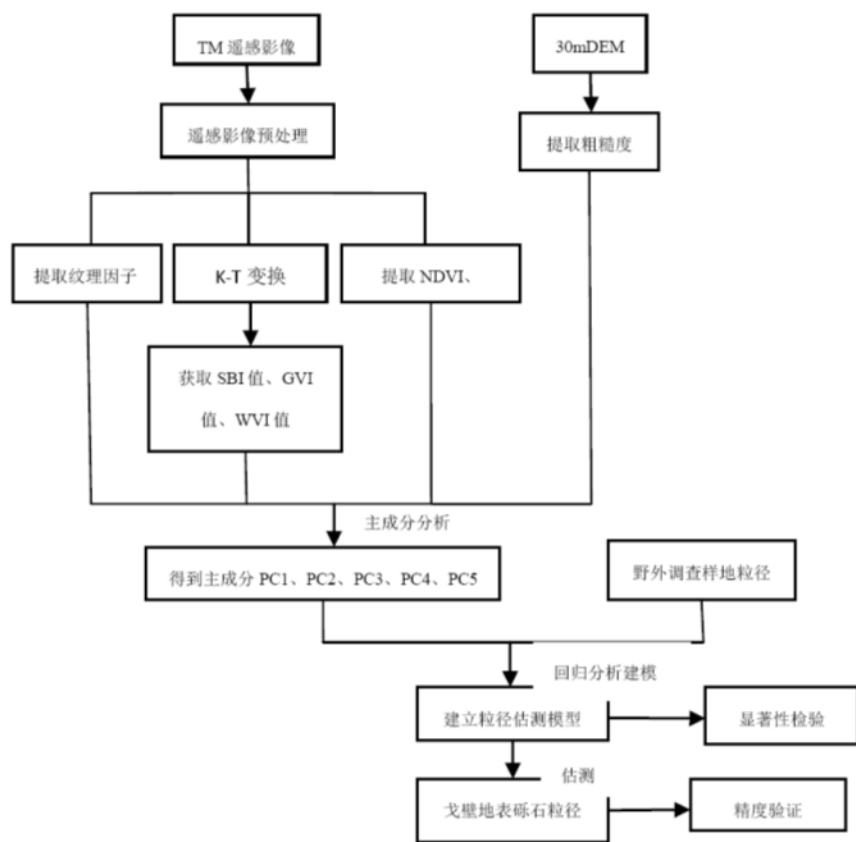 TM 遥感影像
30mDEM
遥感影像预处理
提取粗糙度
提取纹理因子
K-T 变换
提取 NDVI、
获取 SBI 值、GVI
值、WVI 值
主成分分析
得到主成分 PC1、PC2、PC3、PC4、PC5
野外调查样地粒径
回归分析建模
建立粒径估测模型
显著性检验
估测
戈壁地表砾石粒径
精度验证